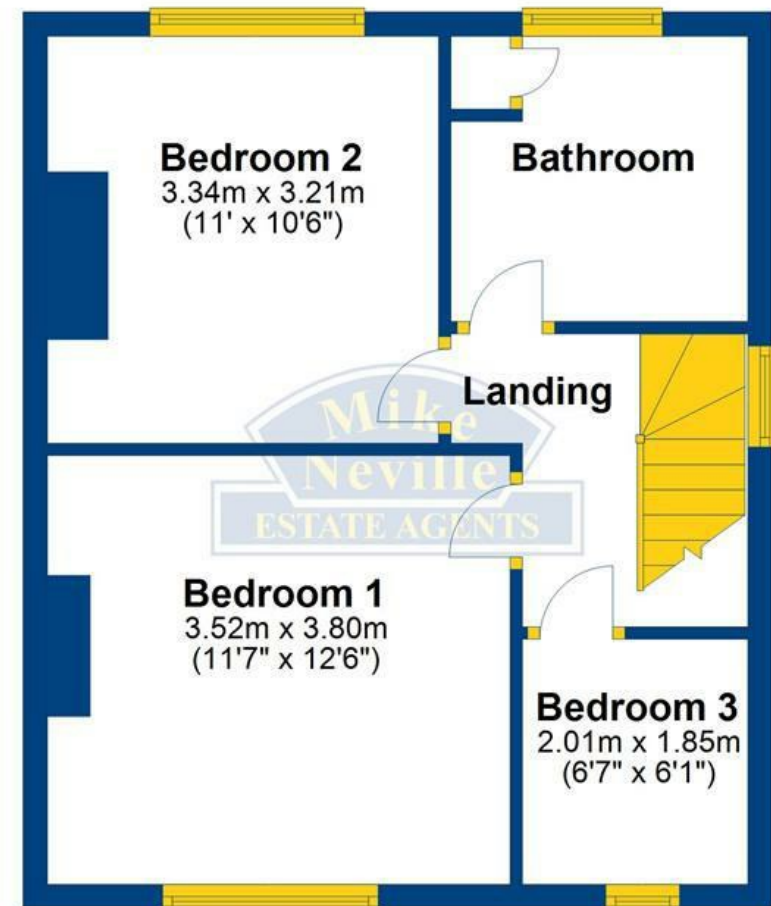 Bedroom 2
3.34m x 3.21m
(11' x 10'6")
Bathroom
Landing
Mike
Neville
ESTATE AGENTS
Bedroom 1
3.52m x 3.80m
(11'7" x 12'6")
Bedroom 3
2.01m x 1.85m
(6'7" x 6'1")